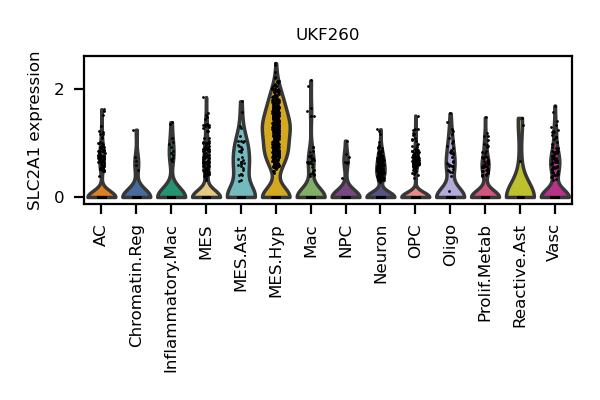 UKF260
SLC2A1 expression
2
0
AC
Chromatin.Reg
Inflammatory.Mac
MES
MES.Ast
MES.Hyp
Mac
NPC
Neuron
OPC
Oligo
Prolif.Metab
Reactive.Ast
Vasc